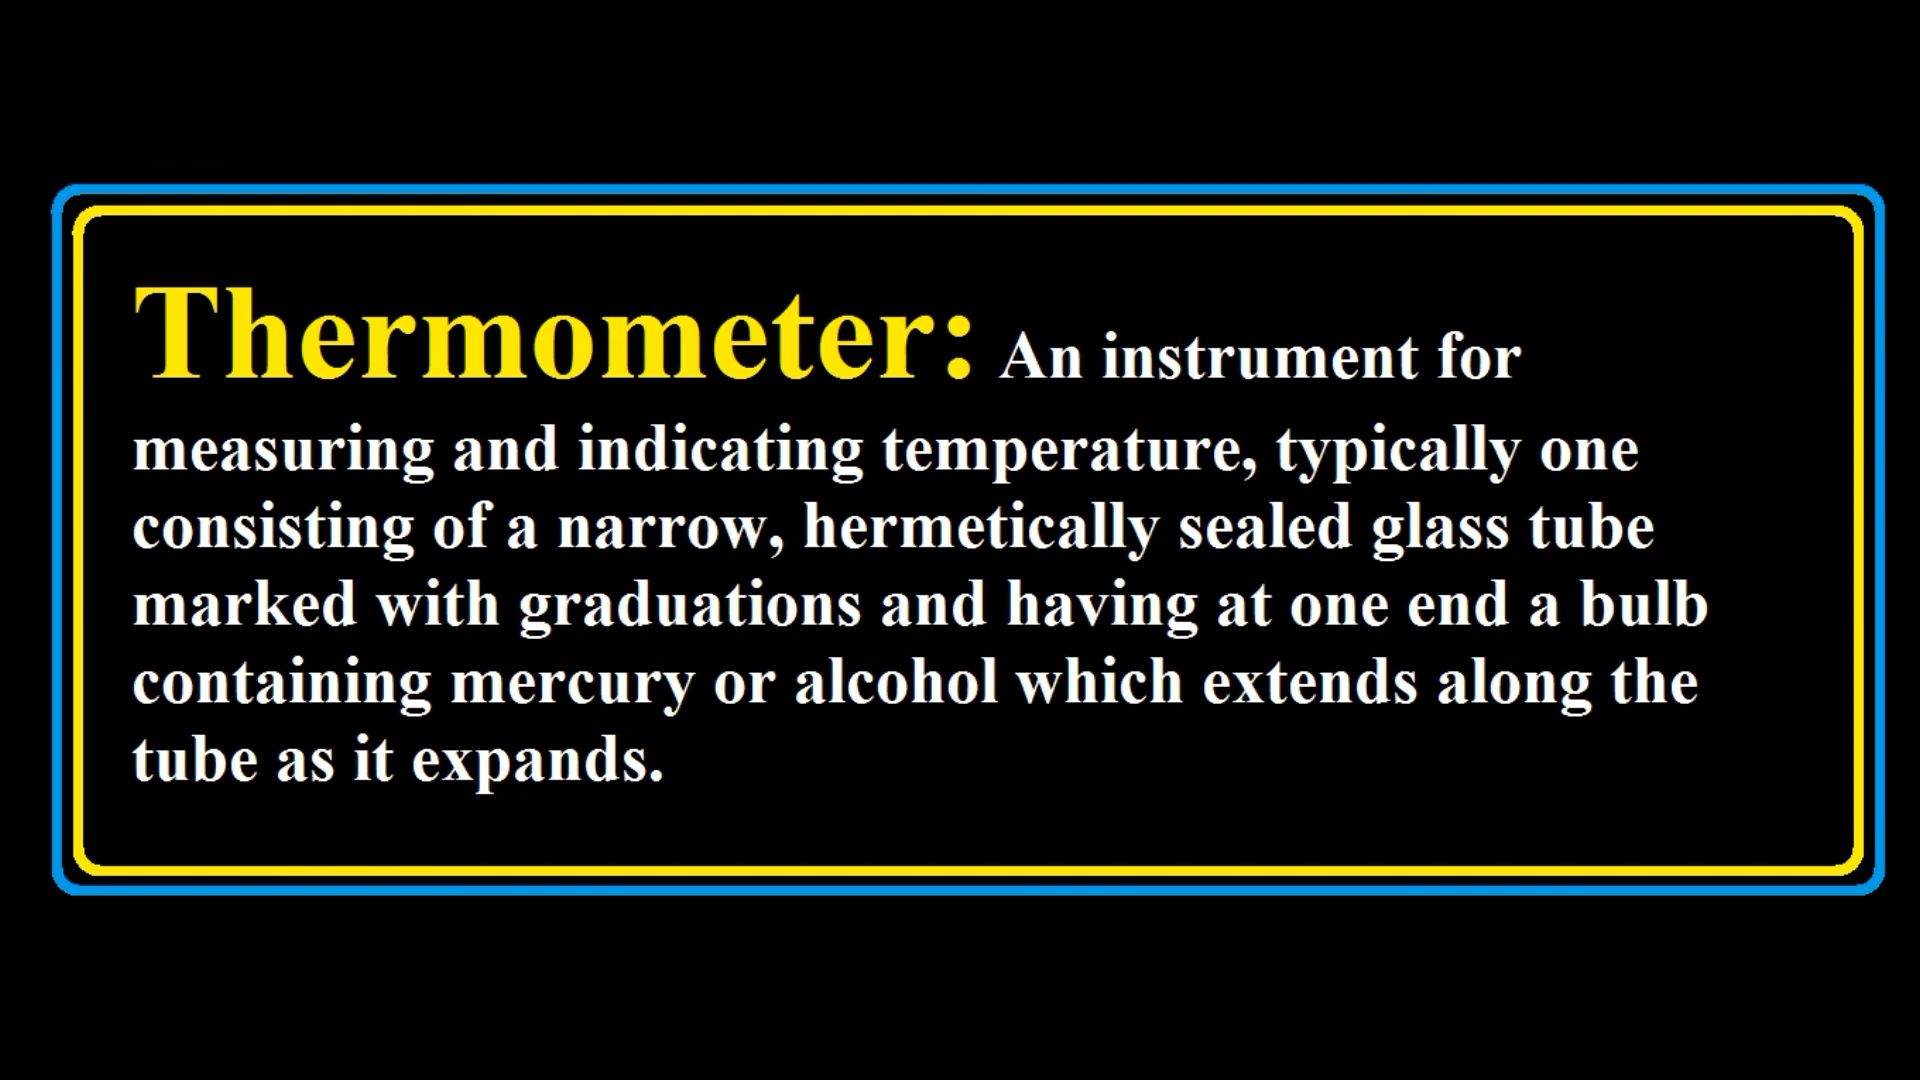 Thermometer: An instrument for
measuring and indicating temperature, typically one
consisting of a narrow, hermetically sealed glass tube
marked with graduations and having at one end a bulb
containing mercury or alcohol which extends along the
tube as it expands.